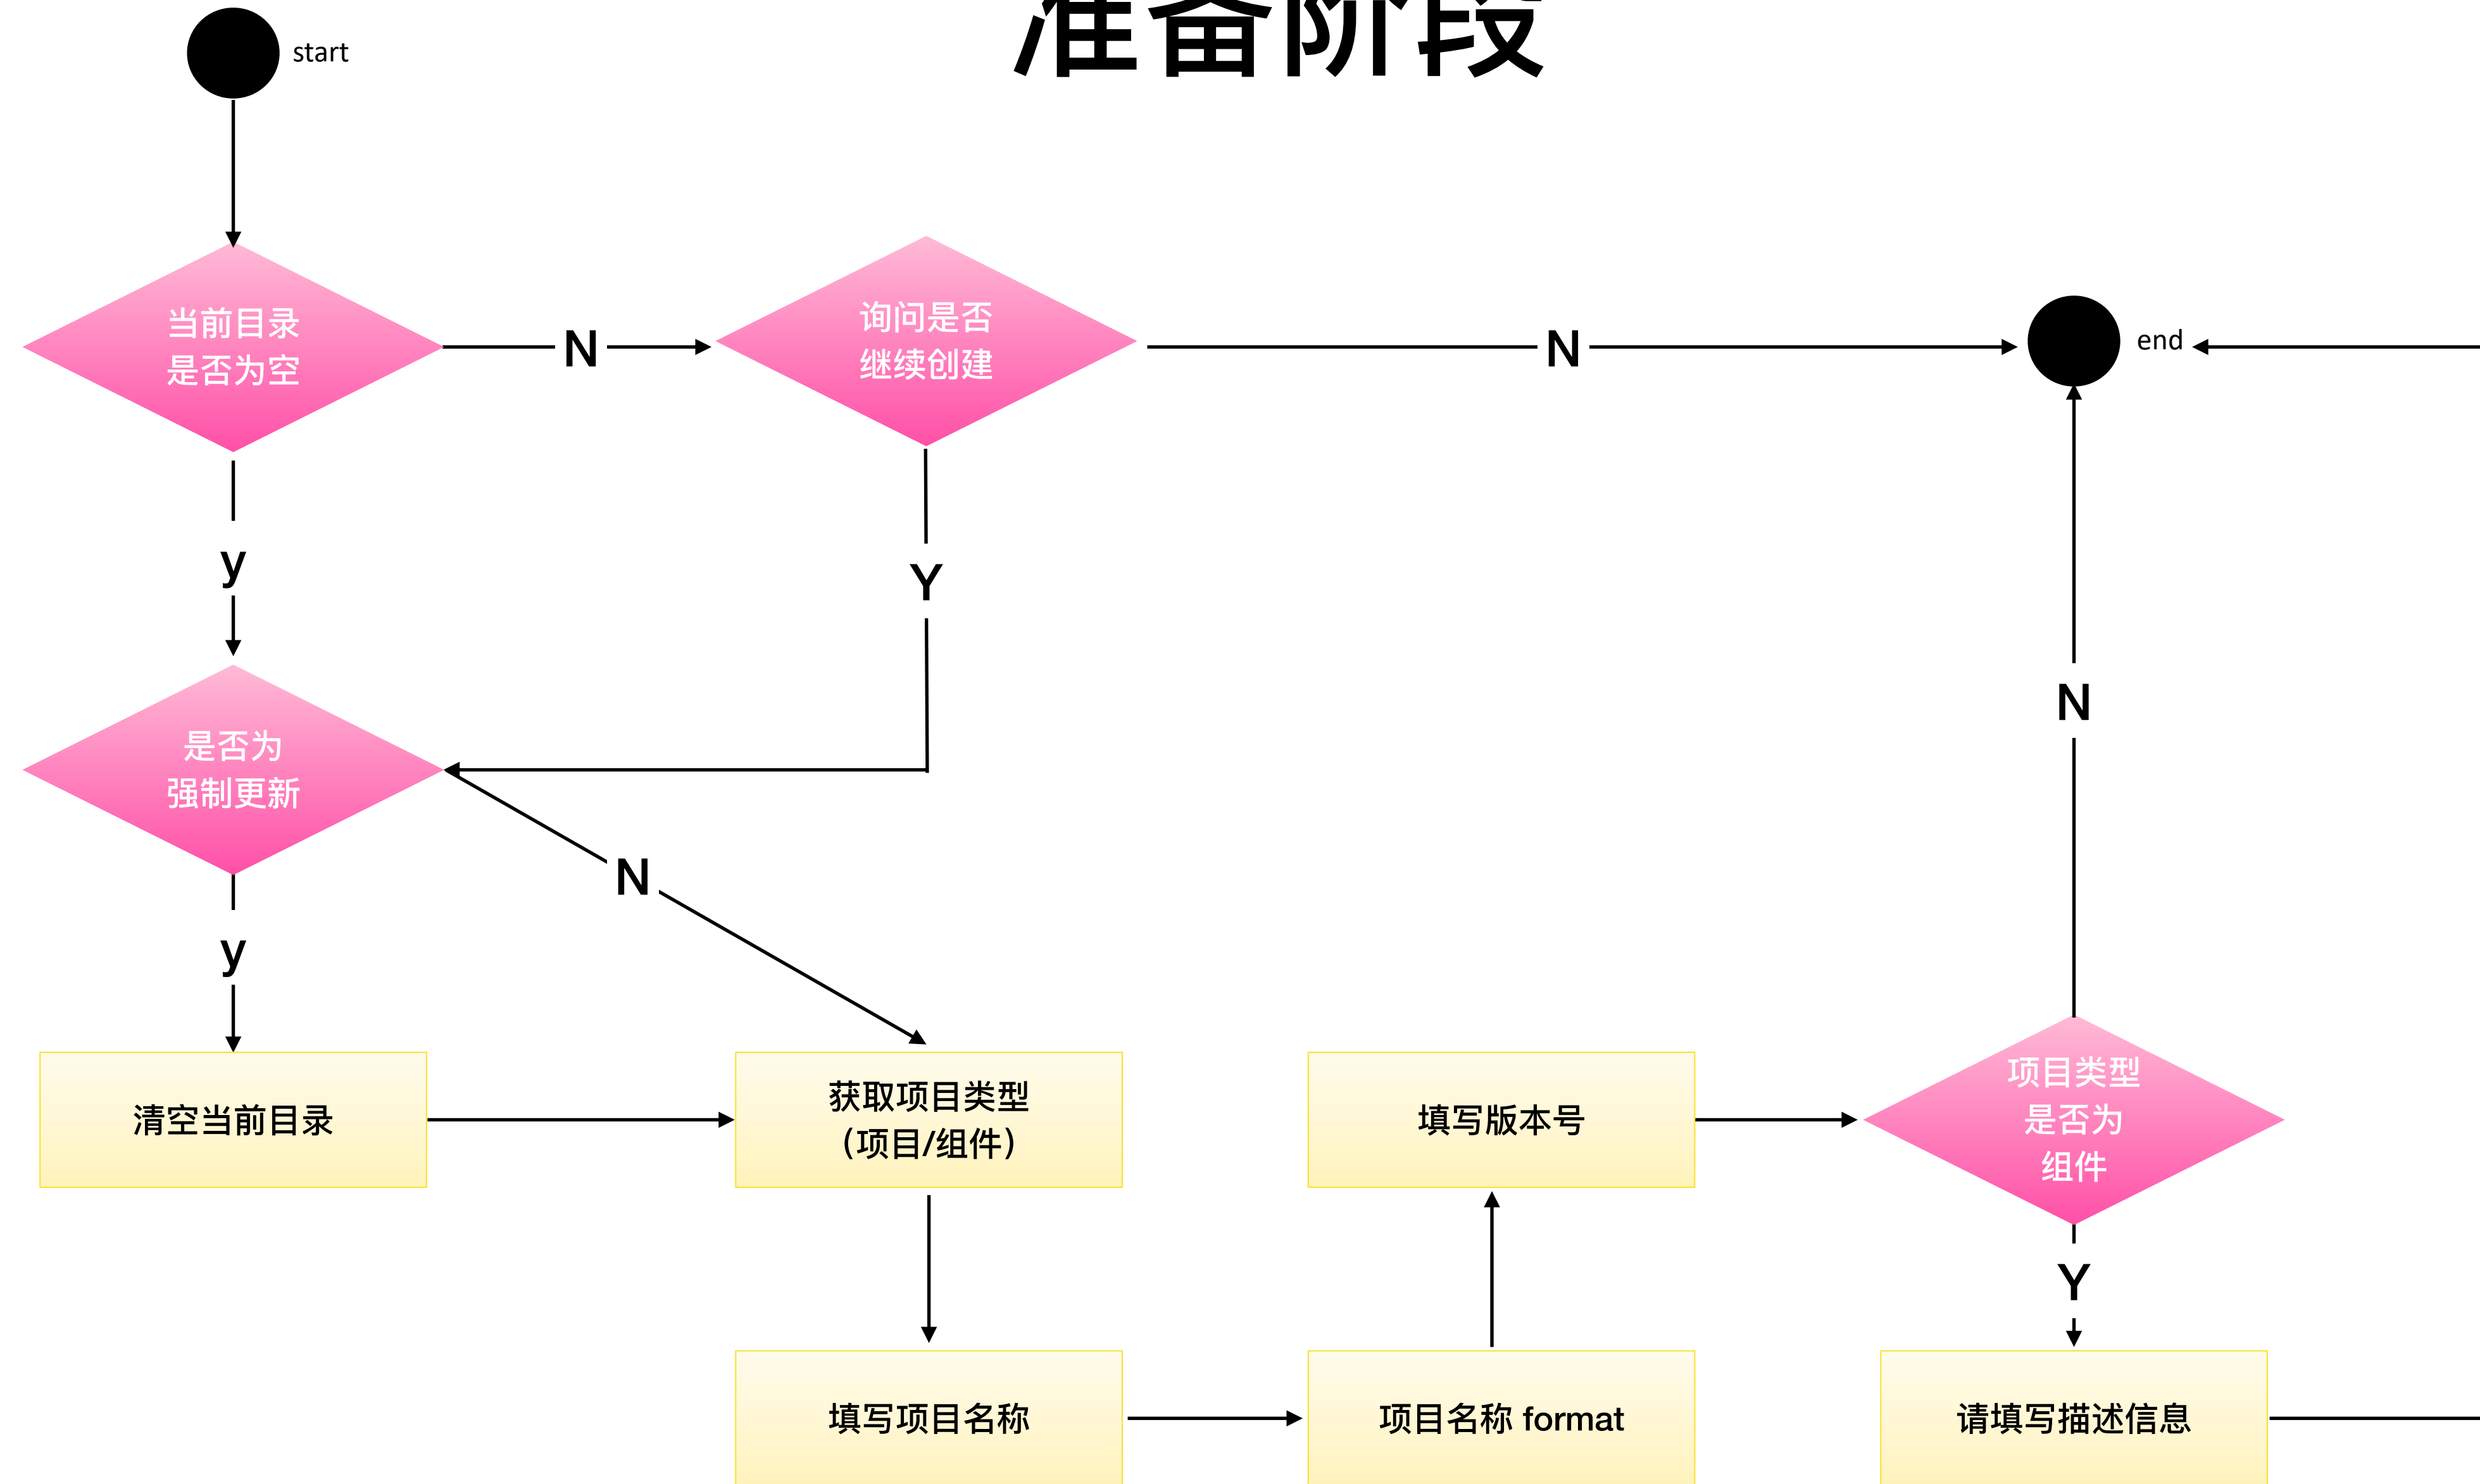 准备阶段
start
当前目录
是否为空
N
询问是否
继续创建
N
end
y
Y
是否为
强制更新
N
N
y
清空当前目录
获取项目类型
（项目/组件）
填写版本号
项目类型
是否为
组件
Y
填写项目名称
项目名称 format
请填写描述信息